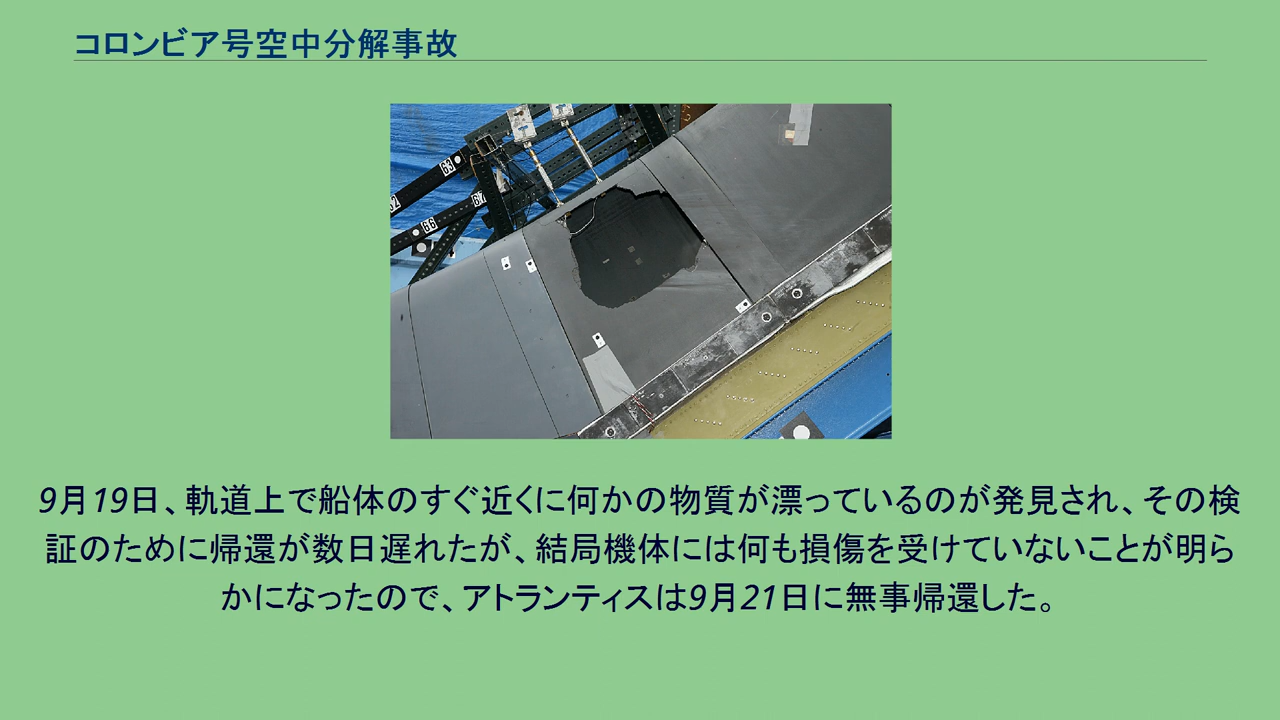 コロンビア号空中分解事故
63
62
66
67
9月19日、軌道上で船体のすぐ近くに何かの物質が漂っているのが発見され、その検
証のために帰還が数日遅れたが、結局機体には何も損傷を受けていないことが明ら
かになったので、アトランティスは9月21日に無事帰還した。